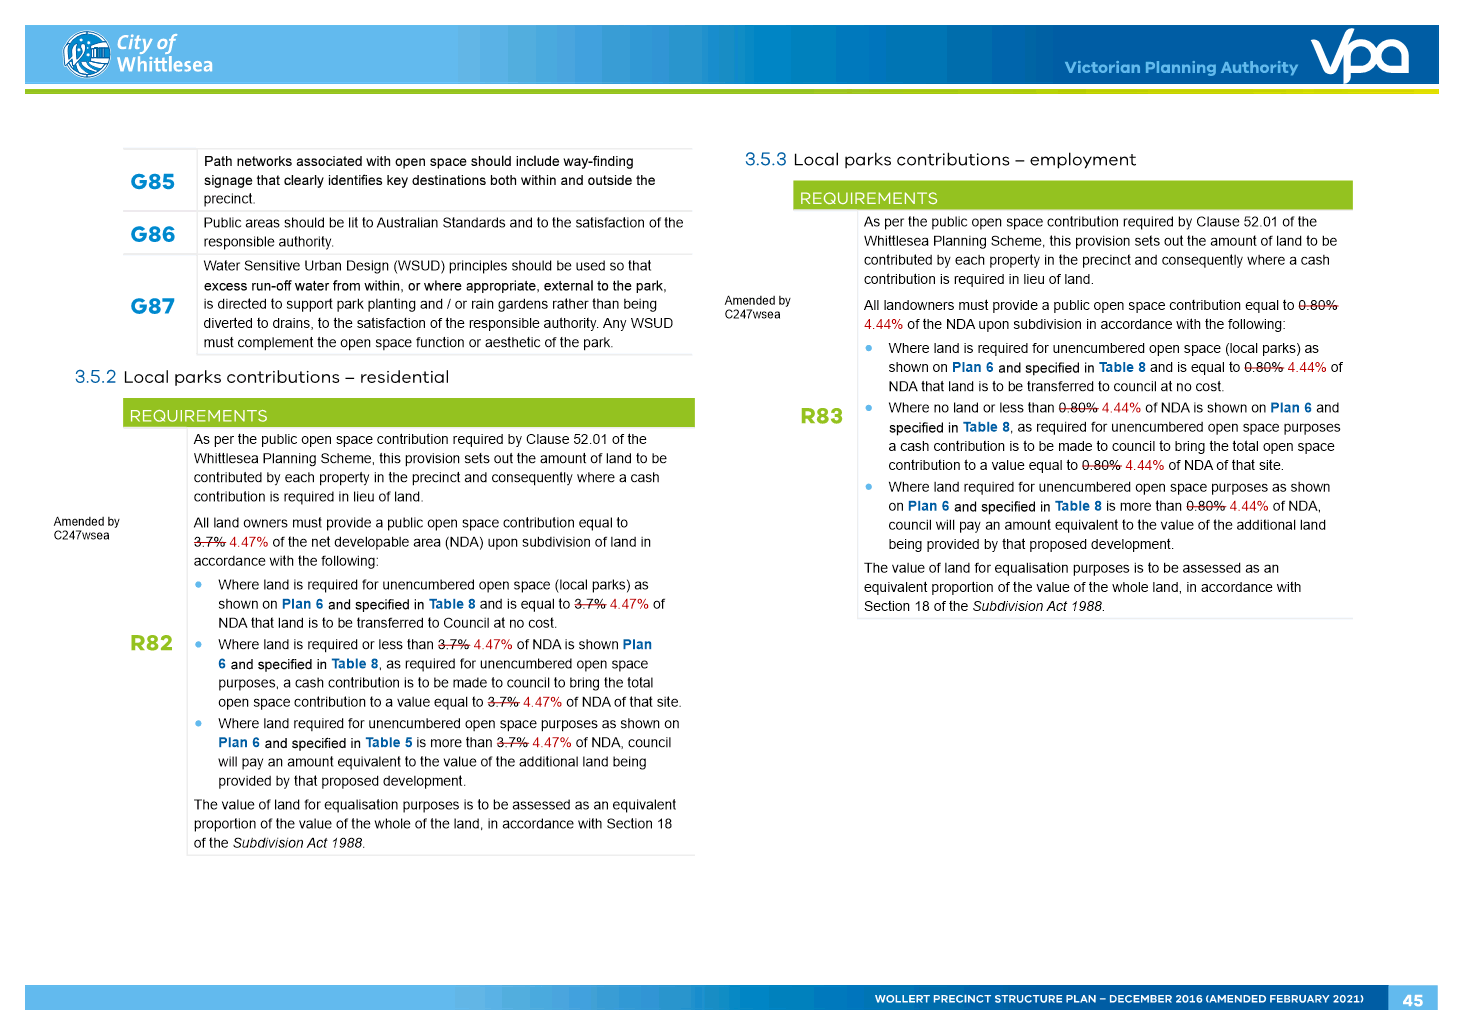 City of
Whittlesea
Victorian Planning Authority
vpa
G85
Path networks associated with open space should include way-finding
signage that clearly identifies key destinations both within and outside the
precinct.
G86
Public areas should be lit to Australian Standards and to the satisfaction of the
responsible authority.
G87
Water Sensitive Urban Design (WSUD) principles should be used so that
excess run-off water from within, or where appropriate, external to the park,
is directed to support park planting and / or rain gardens rather than being
diverted to drains, to the satisfaction of the responsible authority. Any WSUD
must complement the open space function or aesthetic of the park.
3.5.2 Local parks contributions – residential
REQUIREMENTS
Amended by
C247wsea
R82
As per the public open space contribution required by Clause 52.01 of the
Whittlesea Planning Scheme, this provision sets out the amount of land to be
contributed by each property in the precinct and consequently where a cash
contribution is required in lieu of land.
All land owners must provide a public open space contribution equal to
3.7% 4.47% of the net developable area (NDA) upon subdivision of land in
accordance with the following:
• Where land is required for unencumbered open space (local parks) as
shown on Plan 6 and specified in Table 8 and is equal to 3.7% 4.47% of
NDA that land is to be transferred to Council at no cost.
• Where land is required or less than 3.7% 4.47% of NDA is shown Plan
6 and specified in Table 8, as required for unencumbered open space
purposes, a cash contribution is to be made to council to bring the total
open space contribution to a value equal to 3.7% 4.47% of NDA of that site.
• Where land required for unencumbered open space purposes as shown on
Plan 6 and specified in Table 5 is more than 3.7% 4.47% of NDA, council
will pay an amount equivalent to the value of the additional land being
provided by that proposed development.
The value of land for equalisation purposes is to be assessed as an equivalent
proportion of the value of the whole of the land, in accordance with Section 18
of the Subdivision Act 1988.
3.5.3 Local parks contributions – employment
REQUIREMENTS
Amended by
C247wsea
R83
As per the public open space contribution required by Clause 52.01 of the
Whittlesea Planning Scheme, this provision sets out the amount of land to be
contributed by each property in the precinct and consequently where a cash
contribution is required in lieu of land.
All landowners must provide a public open space contribution equal to 0.80%
4.44% of the NDA upon subdivision in accordance with the following:
• Where land is required for unencumbered open space (local parks) as
shown on Plan 6 and specified in Table 8 and is equal to 0.80% 4.44% of
NDA that land is to be transferred to council at no cost.
• Where no land or less than 0.80% 4.44% of NDA is shown on Plan 6 and
specified in Table 8, as required for unencumbered open space purposes
a cash contribution is to be made to council to bring the total open space
contribution to a value equal to 0.80% 4.44% of NDA of that site.
• Where land required for unencumbered open space purposes as shown
on Plan 6 and specified in Table 8 is more than 0.80% 4.44% of NDA,
council will pay an amount equivalent to the value of the additional land
being provided by that proposed development.
The value of land for equalisation purposes is to be assessed as an
equivalent proportion of the value of the whole land, in accordance with
Section 18 of the Subdivision Act 1988.
WOLLERT PRECINCT STRUCTURE PLAN – DECEMBER 2016 (AMENDED FEBRUARY 2021)
45